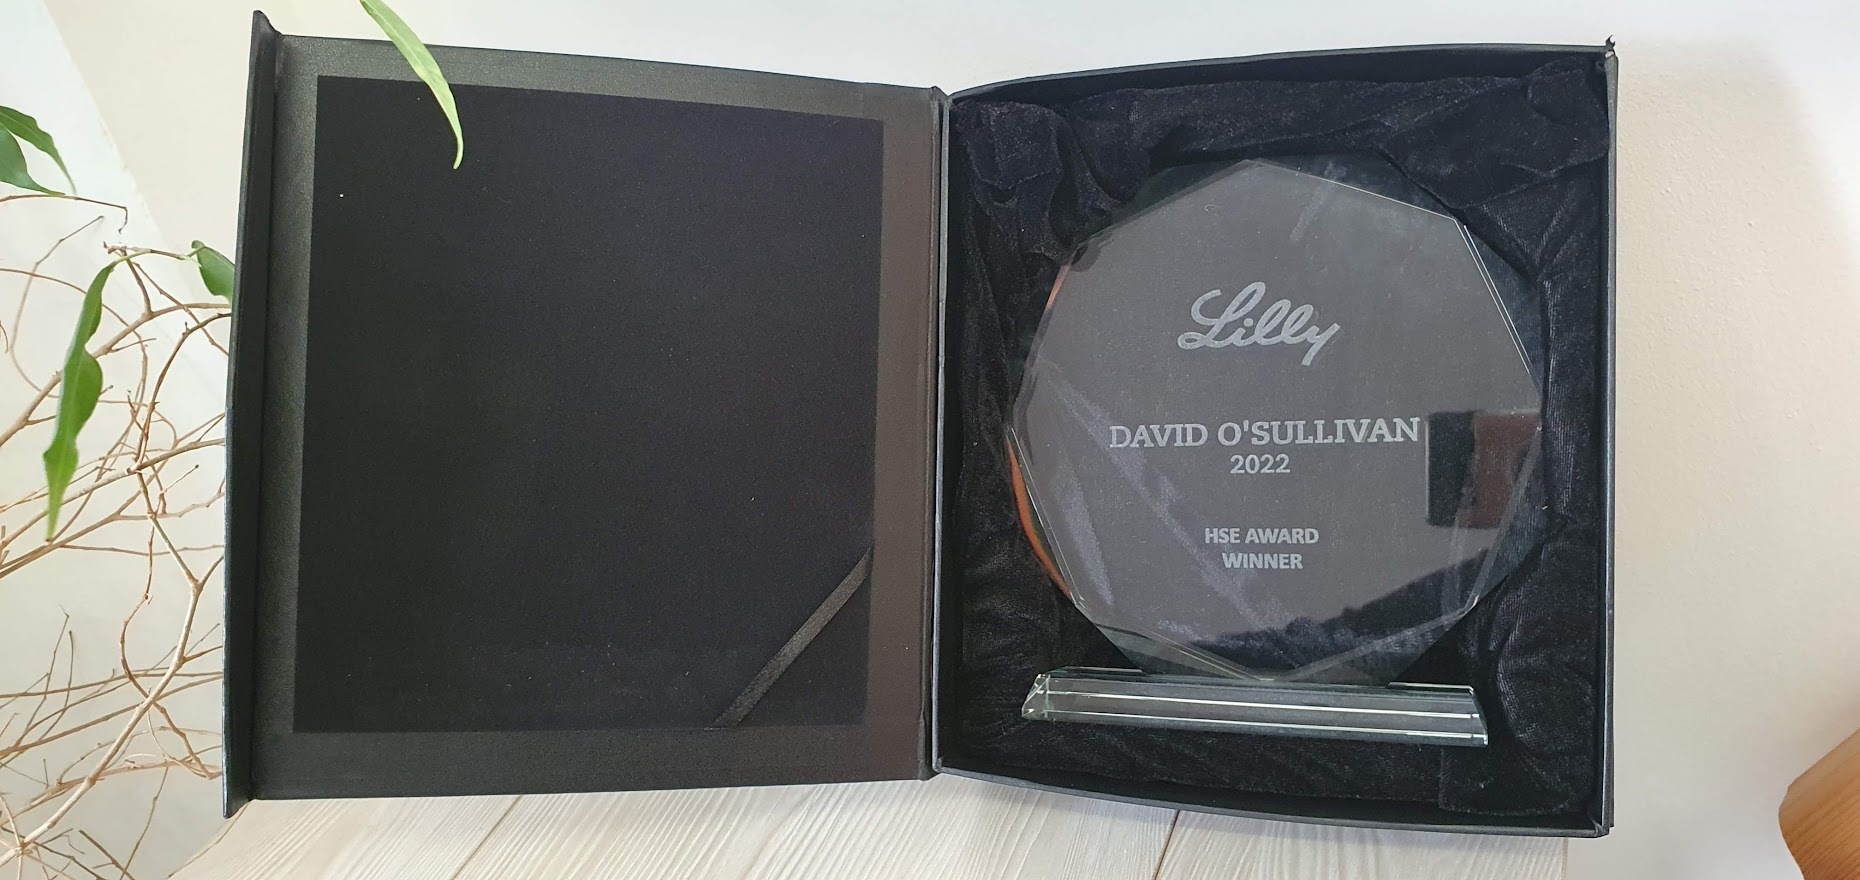 Lilly
DAVID O'SULLIVAN
2022
HSE AWARD
WINNER